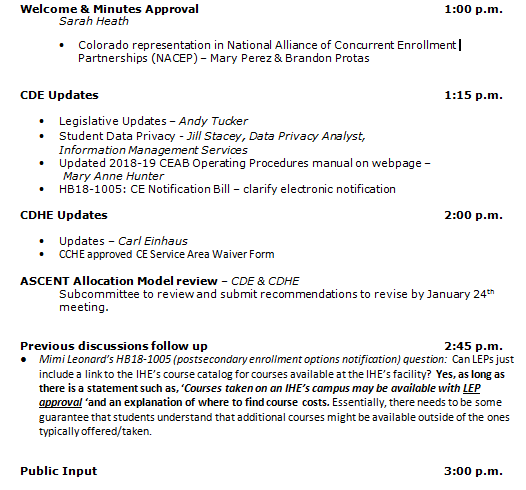 Welcome & Minutes Approval 1:00 p.m.
Sarah Heath
• Colorado representation in National Alliance of Concurrent Enrollment
Partnerships (NACEP) – Mary Perez & Brandon Protas
CDE Updates 1:15 p.m.
• Legislative Updates – Andy Tucker
• Student Data Privacy - Jill Stacey, Data Privacy Analyst,
Information Management Services
• Updated 2018-19 CEAB Operating Procedures manual on webpage –
Mary Anne Hunter
• HB18-1005: CE Notification Bill – clarify electronic notification
CDHE Updates 2:00 p.m.
• Updates – Carl Einhaus
• CCHE approved CE Service Area Waiver Form
ASCENT Allocation Model review – CDE & CDHE
Subcommittee to review and submit recommendations to revise by January 24th
meeting.
Previous discussions follow up 2:45 p.m.
• Mimi Leonard's HB18-1005 (postsecondary enrollment options notification) question: Can LEPs just
include a link to the IHE's course catalog for courses available at the IHE's facility? Yes, as long as
there is a statement such as, 'Courses taken on an IHE's campus may be available with LEP
approval 'and an explanation of where to find course costs. Essentially, there needs to be some
guarantee that students understand that additional courses might be available outside of the ones
typically offered/taken.
Public Input 3:00 p.m.